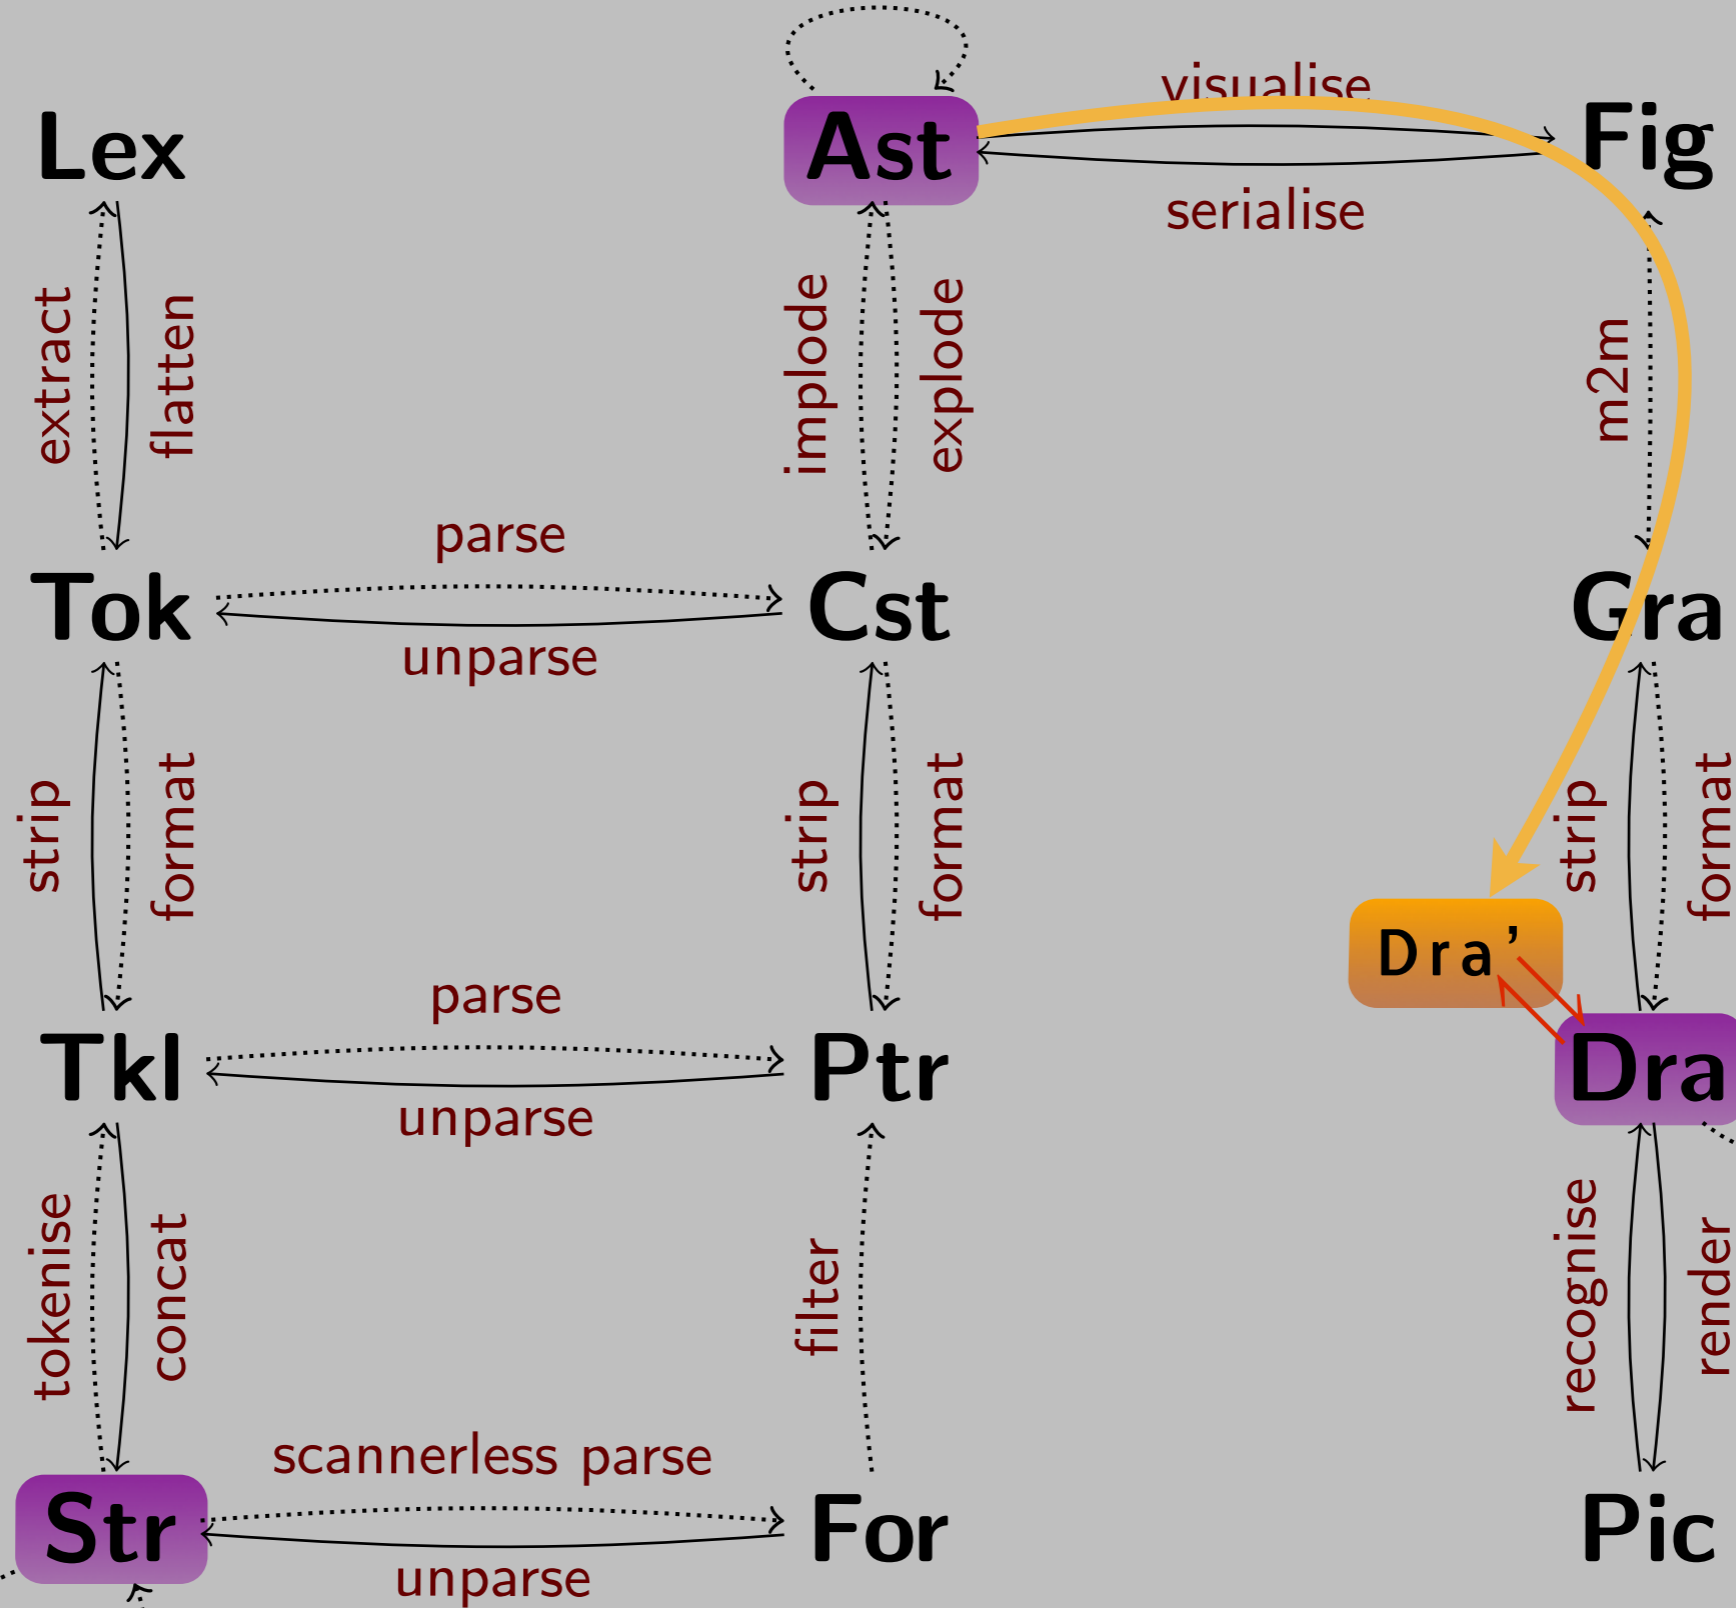 visualise
Lex
Ast
Fig
serialise
extract
flatten
implode
explode
m2m
parse
Tok
Cst
Gra
unparse
strip
format
strip
format
strip
format
Dra’
parse
Tkl
Ptr
Dra
unparse
tokenise
concat
filter
recognise
render
scannerless parse
Str
For
Pic
unparse